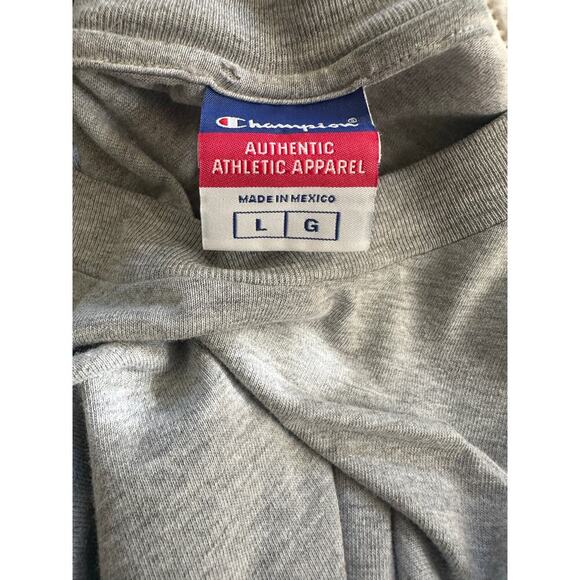 Champion®
AUTHENTIC
ATHLETIC APPAREL
MADE IN MEXICO
L G